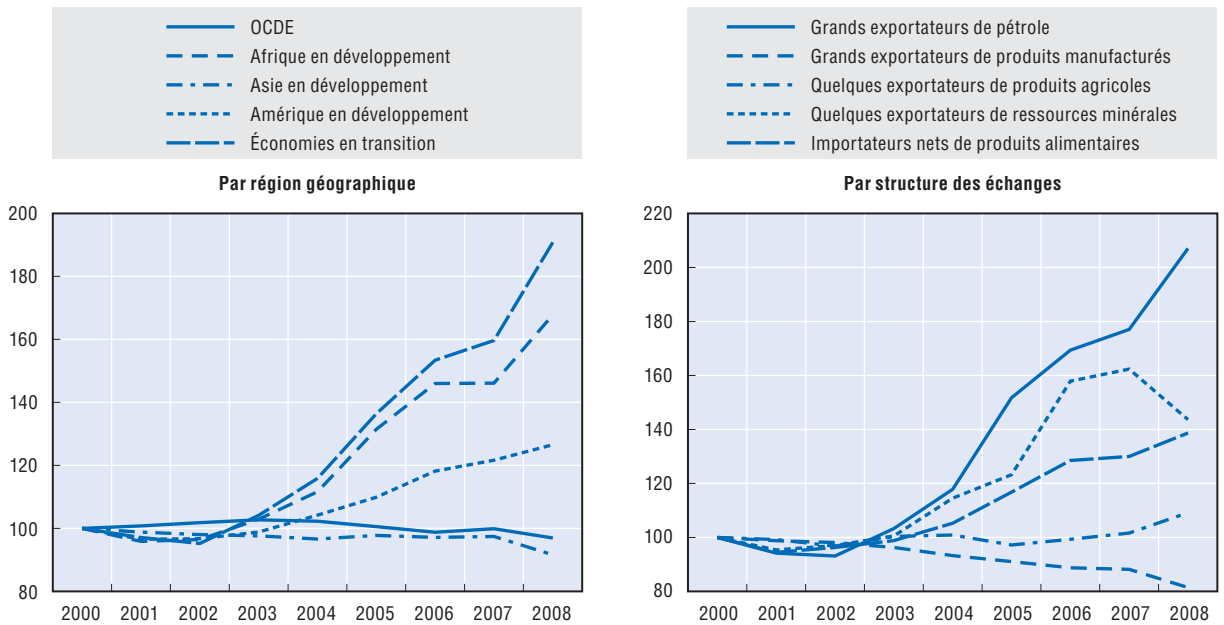 OCDE
Afrique en développement
Asie en développement
Amérique en développement
Économies en transition
Par région géographique
200
180
160
140
120
100
80
2000 2001 2002 2003 2004 2005 2006 2007 2008
Grands exportateurs de pétrole
Grands exportateurs de produits manufacturés
Quelques exportateurs de produits agricoles
Quelques exportateurs de ressources minérales
Importateurs nets de produits alimentaires
Par structure des échanges
220
200
180
160
140
120
100
80
2000 2001 2002 2003 2004 2005 2006 2007 2008